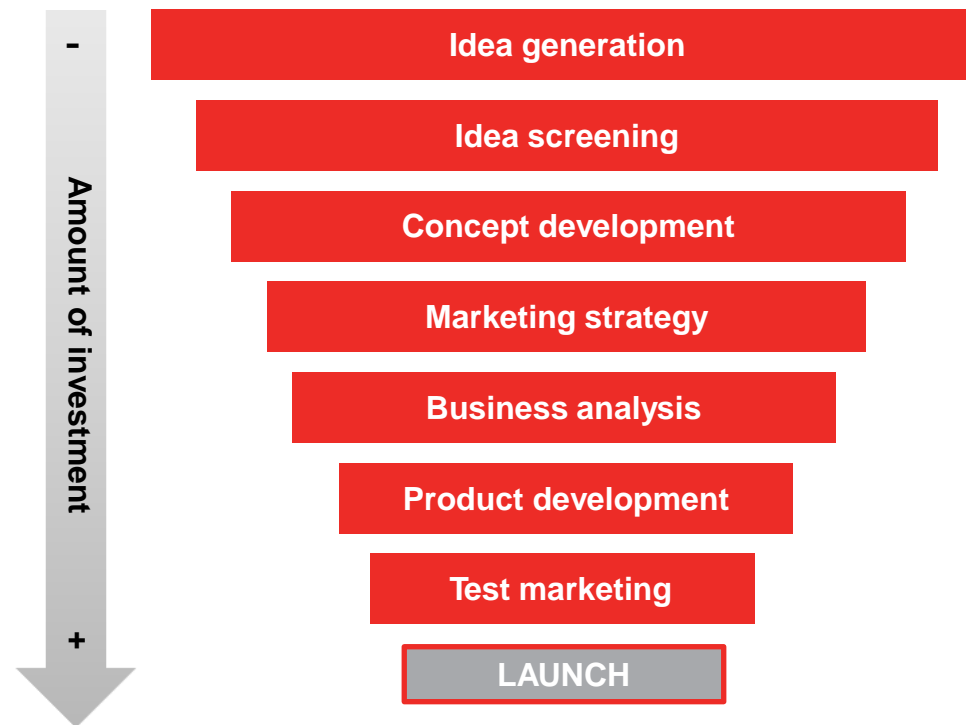 -
Amount of investment
+
Idea generation
Idea screening
Concept development
Marketing strategy
Business analysis
Product development
Test marketing
LAUNCH